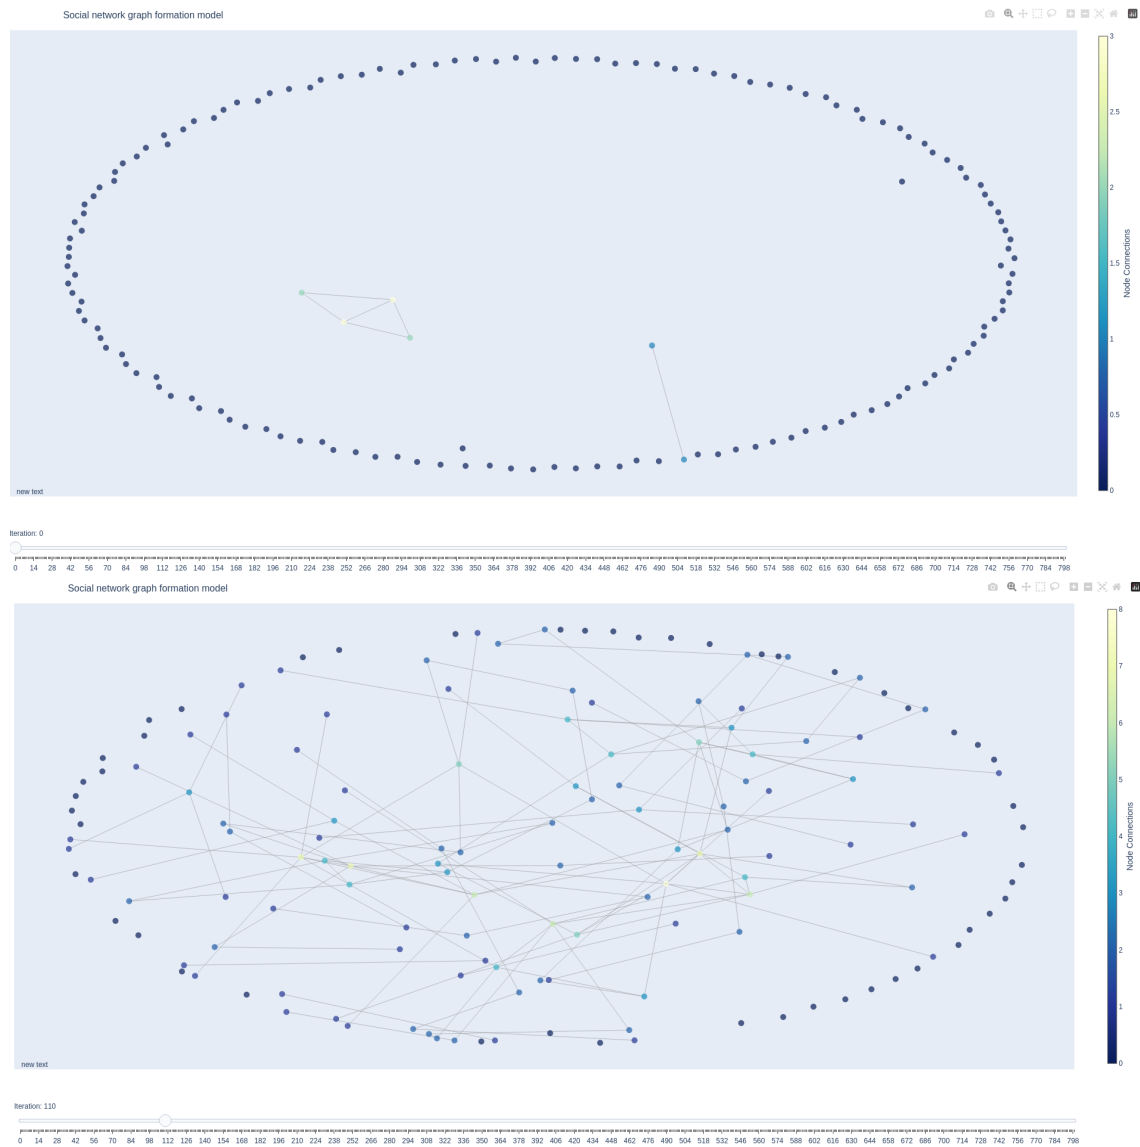 Social network graph formation model
3
2.5
2
1.5
1
0.5
0
Node Connections
new text
Iteration: 0
0 14 28 42 56 70 84 98 112 126 140 154 168 182 196 210 224 238 252 266 280 294 308 322 336 350 364 378 392 406 420 434 448 462 476 490 504 518 532 546 560 574 588 602 616 630 644 658 672 686 700 714 728 742 756 770 784 798
Social network graph formation model
8
7
6
5
4
3
2
1
0
Node Connections
new text
Iteration: 110
0 14 28 42 56 70 84 98 112 126 140 154 168 182 196 210 224 238 252 266 280 294 308 322 336 350 364 378 392 406 420 434 448 462 476 490 504 518 532 546 560 574 588 602 616 630 644 658 672 686 700 714 728 742 756 770 784 798